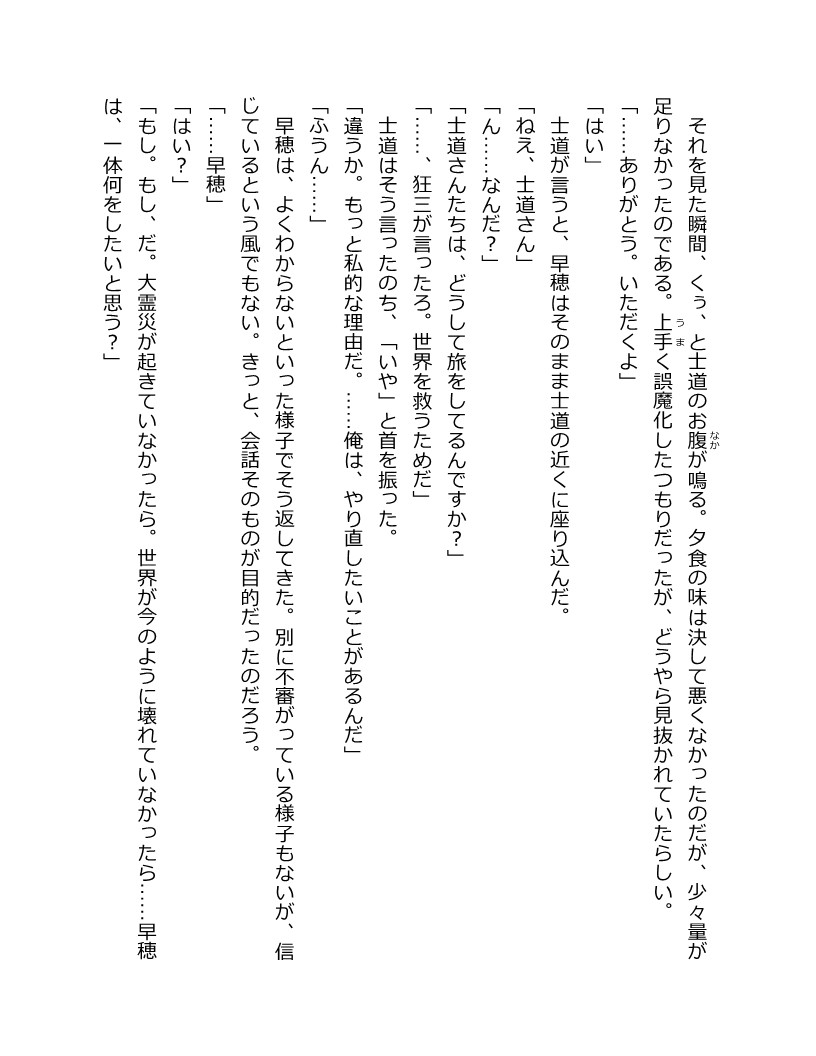 それを見た瞬間、くぅ、と士道のお腹が鳴る。夕食の味は決して悪くなかったのだが、少々量が
足りなかったのである。上手く誤魔化したつもりだったが、どうやら見抜かれていたらしい。
「……ありがとう。いただくよ」
「はい」
士道が言うと、早穂はそのまま士道の近くに座り込んだ。
「ねえ、士道さん」
「ん……なんだ？」
「士道さんたちは、どうして旅をしてるんですか？」
「……、狂三が言ったろ。世界を救うためだ」
士道はそう言ったのち、「いや」と首を振った。
「違うか。もっと私的な理由だ。……俺は、やり直したいことがあるんだ」
「ふうん……」
早穂は、よくわからないといった様子でそう返してきた。別に不審がっている様子もないが、信
じているという風でもない。きっと、会話そのものが目的だったのだろう。
「……早穂」
「はい？」
「もし。もし、だ。大霊災が起きていなかったら。世界が今のように壊れていなかったら……早穂
は、一体何をしたいと思う？」